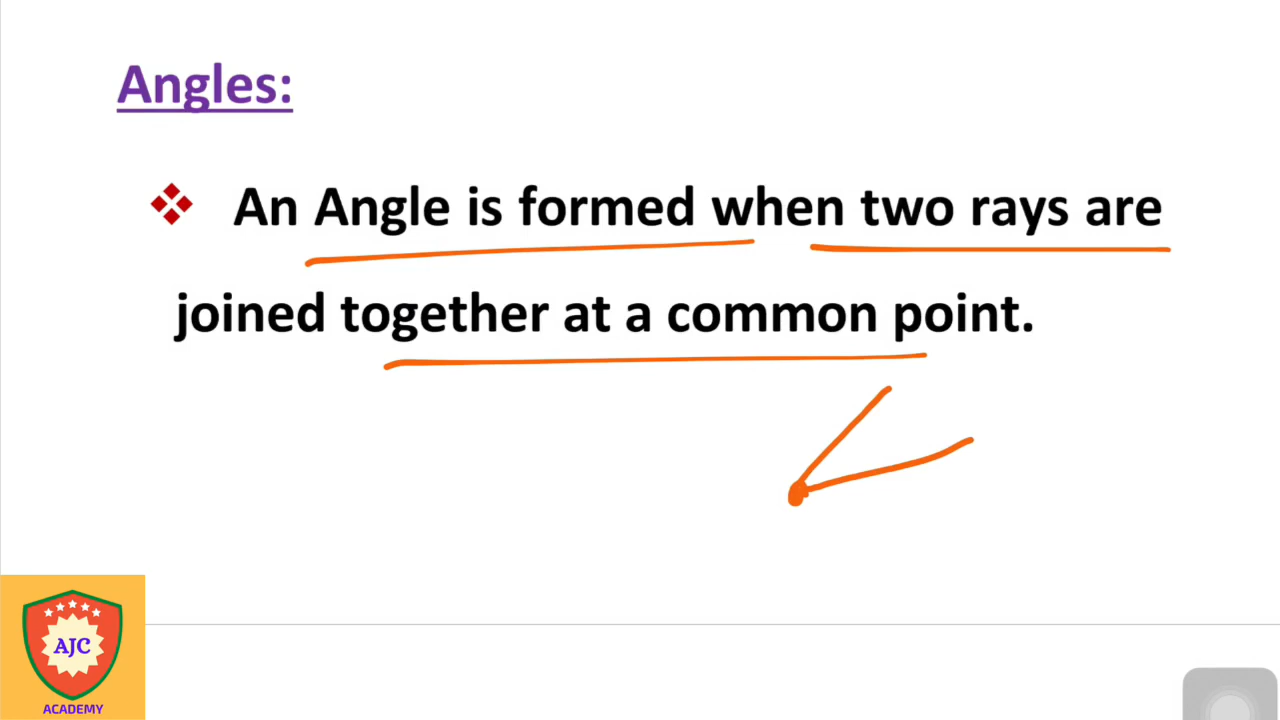 Angles:
An Angle is formed when two rays are
joined together at a common point.
AJC
ACADEMY